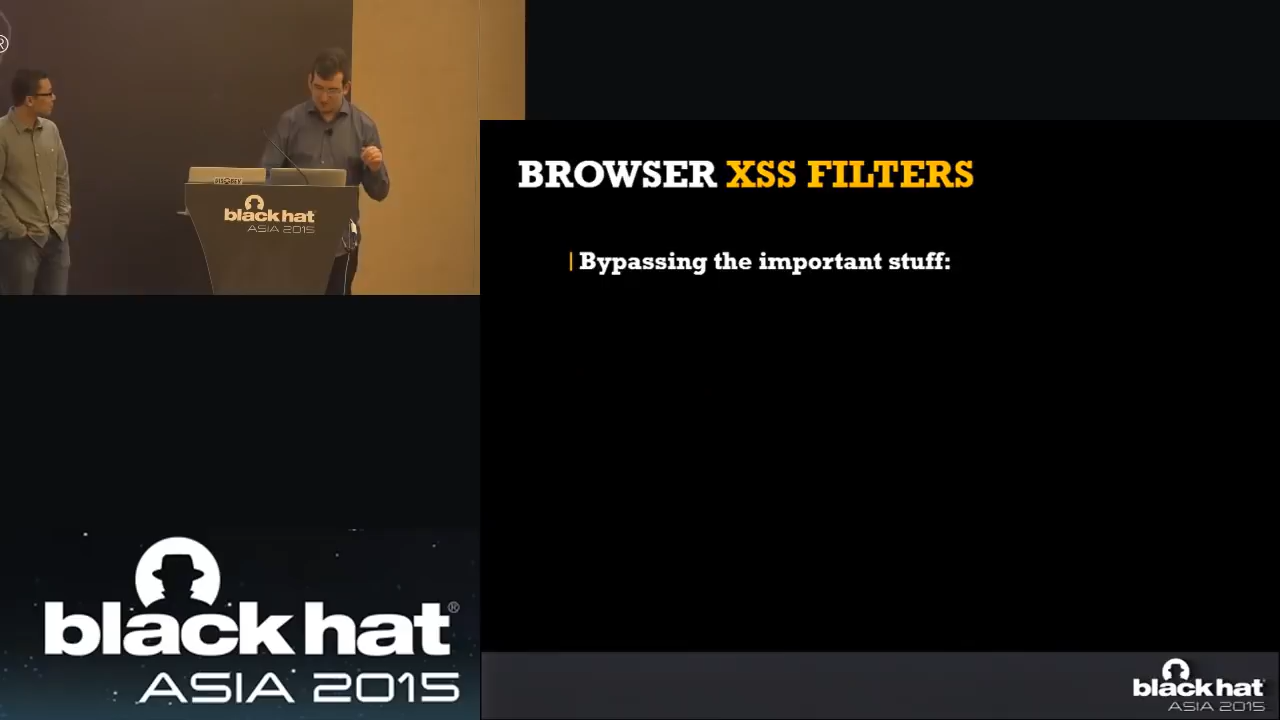 ®
black hat
ASIA 2015
BROWSER XSS FILTERS
Bypassing the important stuff:
black hat®
ASIA 2015
black hat
ASIA 2015